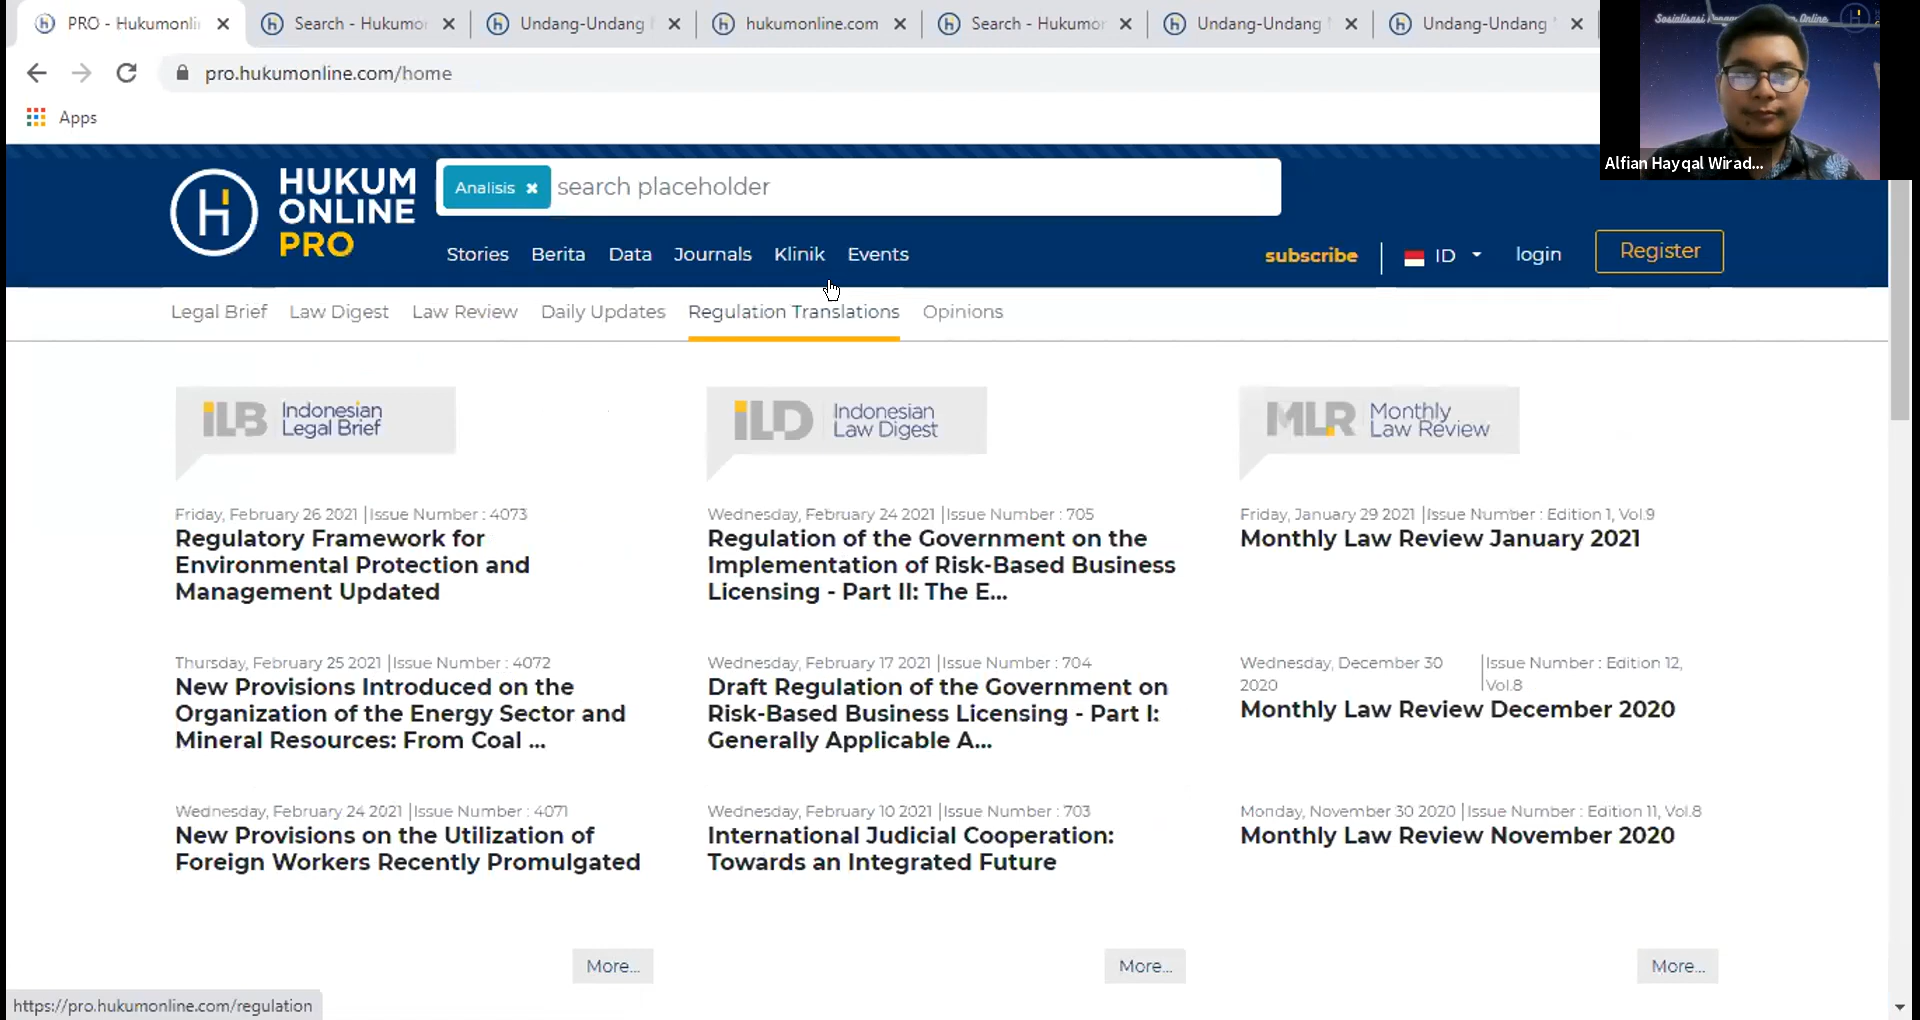 PRO - Hukumonli
Search - Hukumo
Undang-Undang
hukumonline.com
Search - Hukumo
Undang-Undang
Undang-Undang
Sosialisasi
Online
pro.hukumonline.com/home
Apps
Alfian Hayqal Wirad...
HUKUM
ONLINE
PRO
Analisis
search placeholder
Stories
Berita
Data
Journals
Klinik
Events
subscribe
ID
login
Register
Legal Brief
Law Digest
Law Review
Daily Updates
Regulation Translations
Opinions
iLB
Indonesian
Legal Brief
Friday, February 26 2021 | Issue Number : 4073
Regulatory Framework for
Environmental Protection and
Management Updated
Thursday, February 25 2021 | Issue Number : 4072
New Provisions Introduced on the
Organization of the Energy Sector and
Mineral Resources: From Coal ...
Wednesday, February 24 2021 | Issue Number : 4071
New Provisions on the Utilization of
Foreign Workers Recently Promulgated
More...
iLD
Indonesian
Law Digest
Wednesday, February 24 2021 | Issue Number : 705
Regulation of the Government on the
Implementation of Risk-Based Business
Licensing - Part II: The E...
Wednesday, February 17 2021 | Issue Number : 704
Draft Regulation of the Government on
Risk-Based Business Licensing - Part I:
Generally Applicable A...
Wednesday, February 10 2021 | Issue Number : 703
International Judicial Cooperation:
Towards an Integrated Future
More...
MLR
Monthly
Law Review
Friday, January 29 2021 | Issue Number : Edition 1, Vol.9
Monthly Law Review January 2021
Wednesday, December 30
2020
Issue Number : Edition 12,
Vol.8
Monthly Law Review December 2020
Monday, November 30 2020 | Issue Number : Edition 11, Vol.8
Monthly Law Review November 2020
More...
https://pro.hukumonline.com/regulation